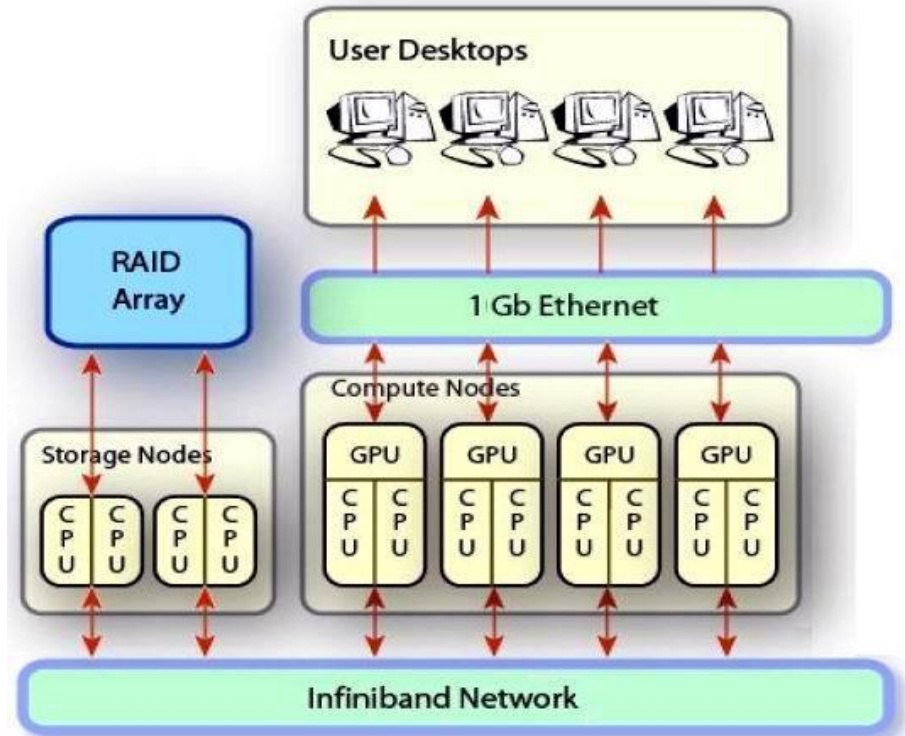 User Desktops
RAID
Array
1 Gb Ethernet
Compute Nodes
GPU GPU GPU GPU
Storage Nodes
C C C C C C C C
P P P P P P P P
U U U U U U U U
C C C C
P P P P
U U U U
Infiniband Network